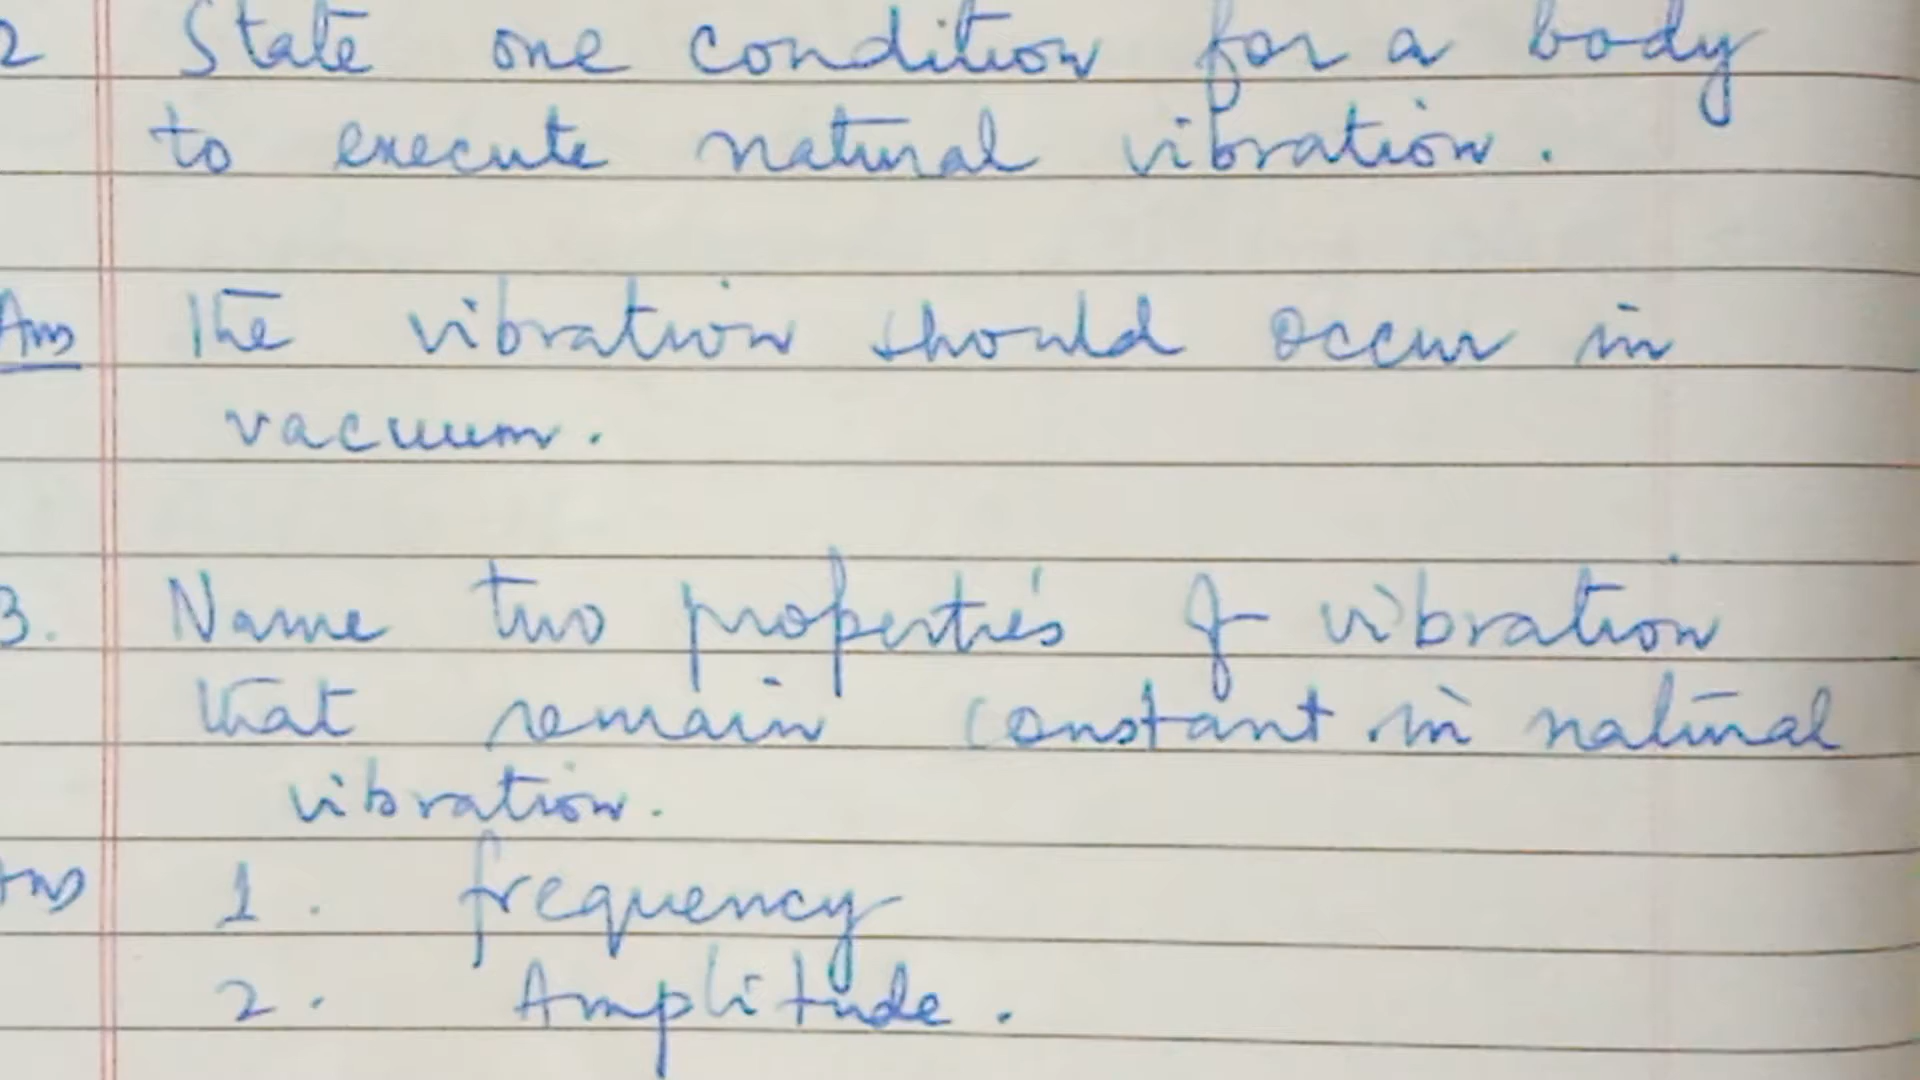 2 State one condition for a body
to execute natural vibration.
Ans The vibration should occur in
vacuum.
3. Name two properties of vibration
that remain constant in natural
vibration.
Ans 1. frequency
2. Amplitude.